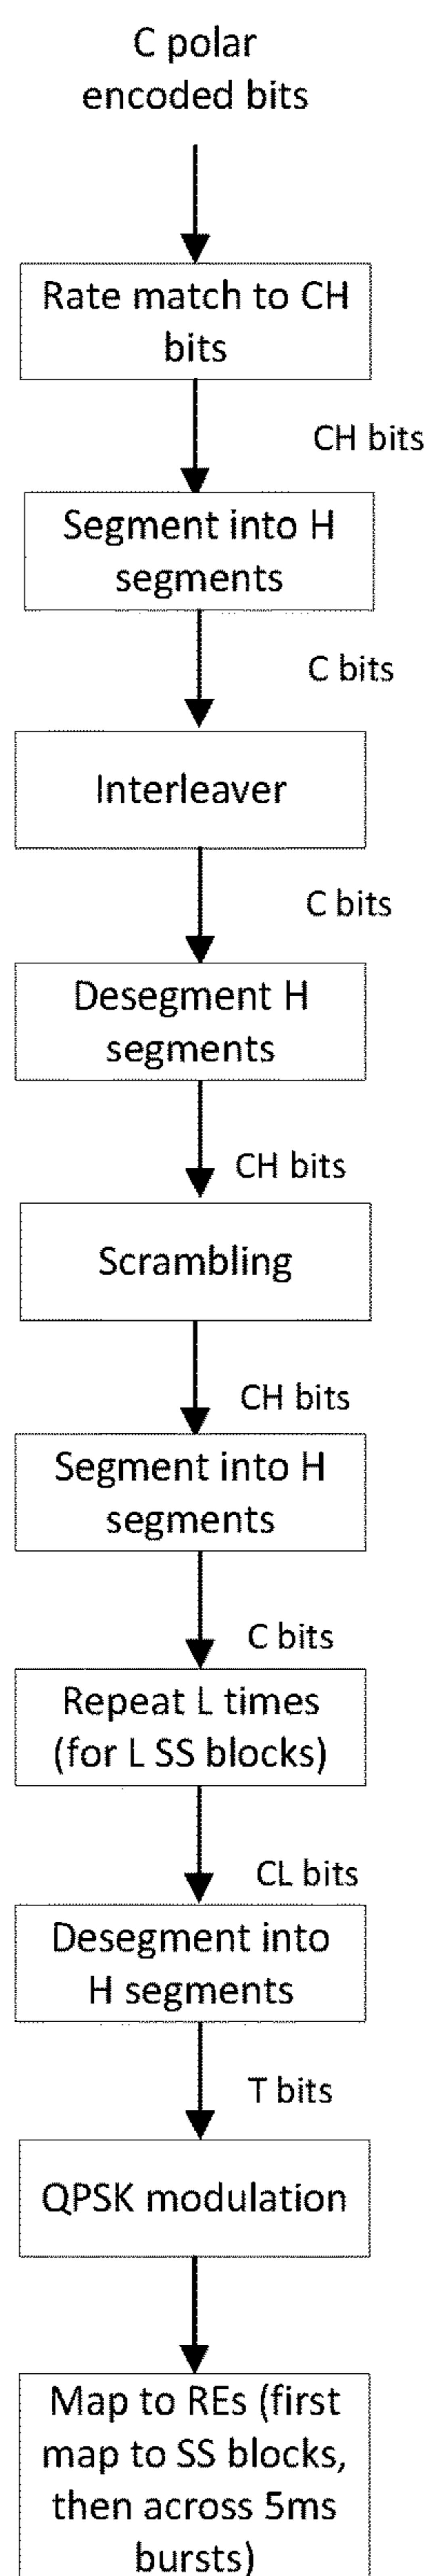 C polar
encoded bits
Rate match to CH
bits
CH bits
Segment into H
segments
C bits
Interleaver
C bits
Desegment H
segments
CH bits
Scrambling
CH bits
Segment into H
segments
C bits
Repeat L times
(for L SS blocks)
CL bits
Desegment into
H segments
T bits
QPSK modulation
Map to REs (first
map to SS blocks,
then across 5ms
bursts)